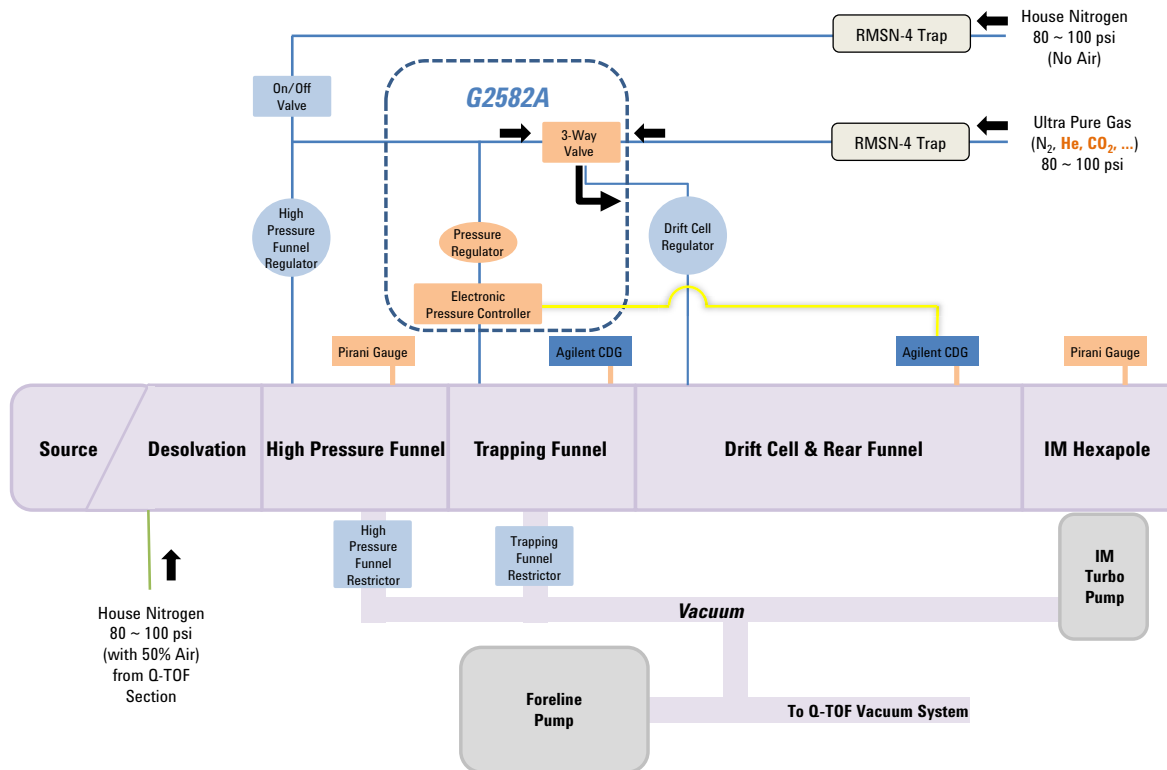 RMSN-4 Trap
House Nitrogen
80 ~ 100 psi
(No Air)
On/Off
Valve
G2582A
3-Way
Valve
RMSN-4 Trap
Ultra Pure Gas
(N₂, He, CO₂, ...)
80 ~ 100 psi
High
Pressure
Funnel
Regulator
Pressure
Regulator
Drift Cell
Regulator
Electronic
Pressure Controller
Pirani Gauge
Agilent CDG
Agilent CDG
Pirani Gauge
Source
Desolvation
High Pressure Funnel
Trapping Funnel
Drift Cell & Rear Funnel
IM Hexapole
High
Pressure
Funnel
Restrictor
Trapping
Funnel
Restrictor
IM
Turbo
Pump
House Nitrogen
80 ~ 100 psi
(with 50% Air)
from Q-TOF
Section
Vacuum
Foreline
Pump
To Q-TOF Vacuum System